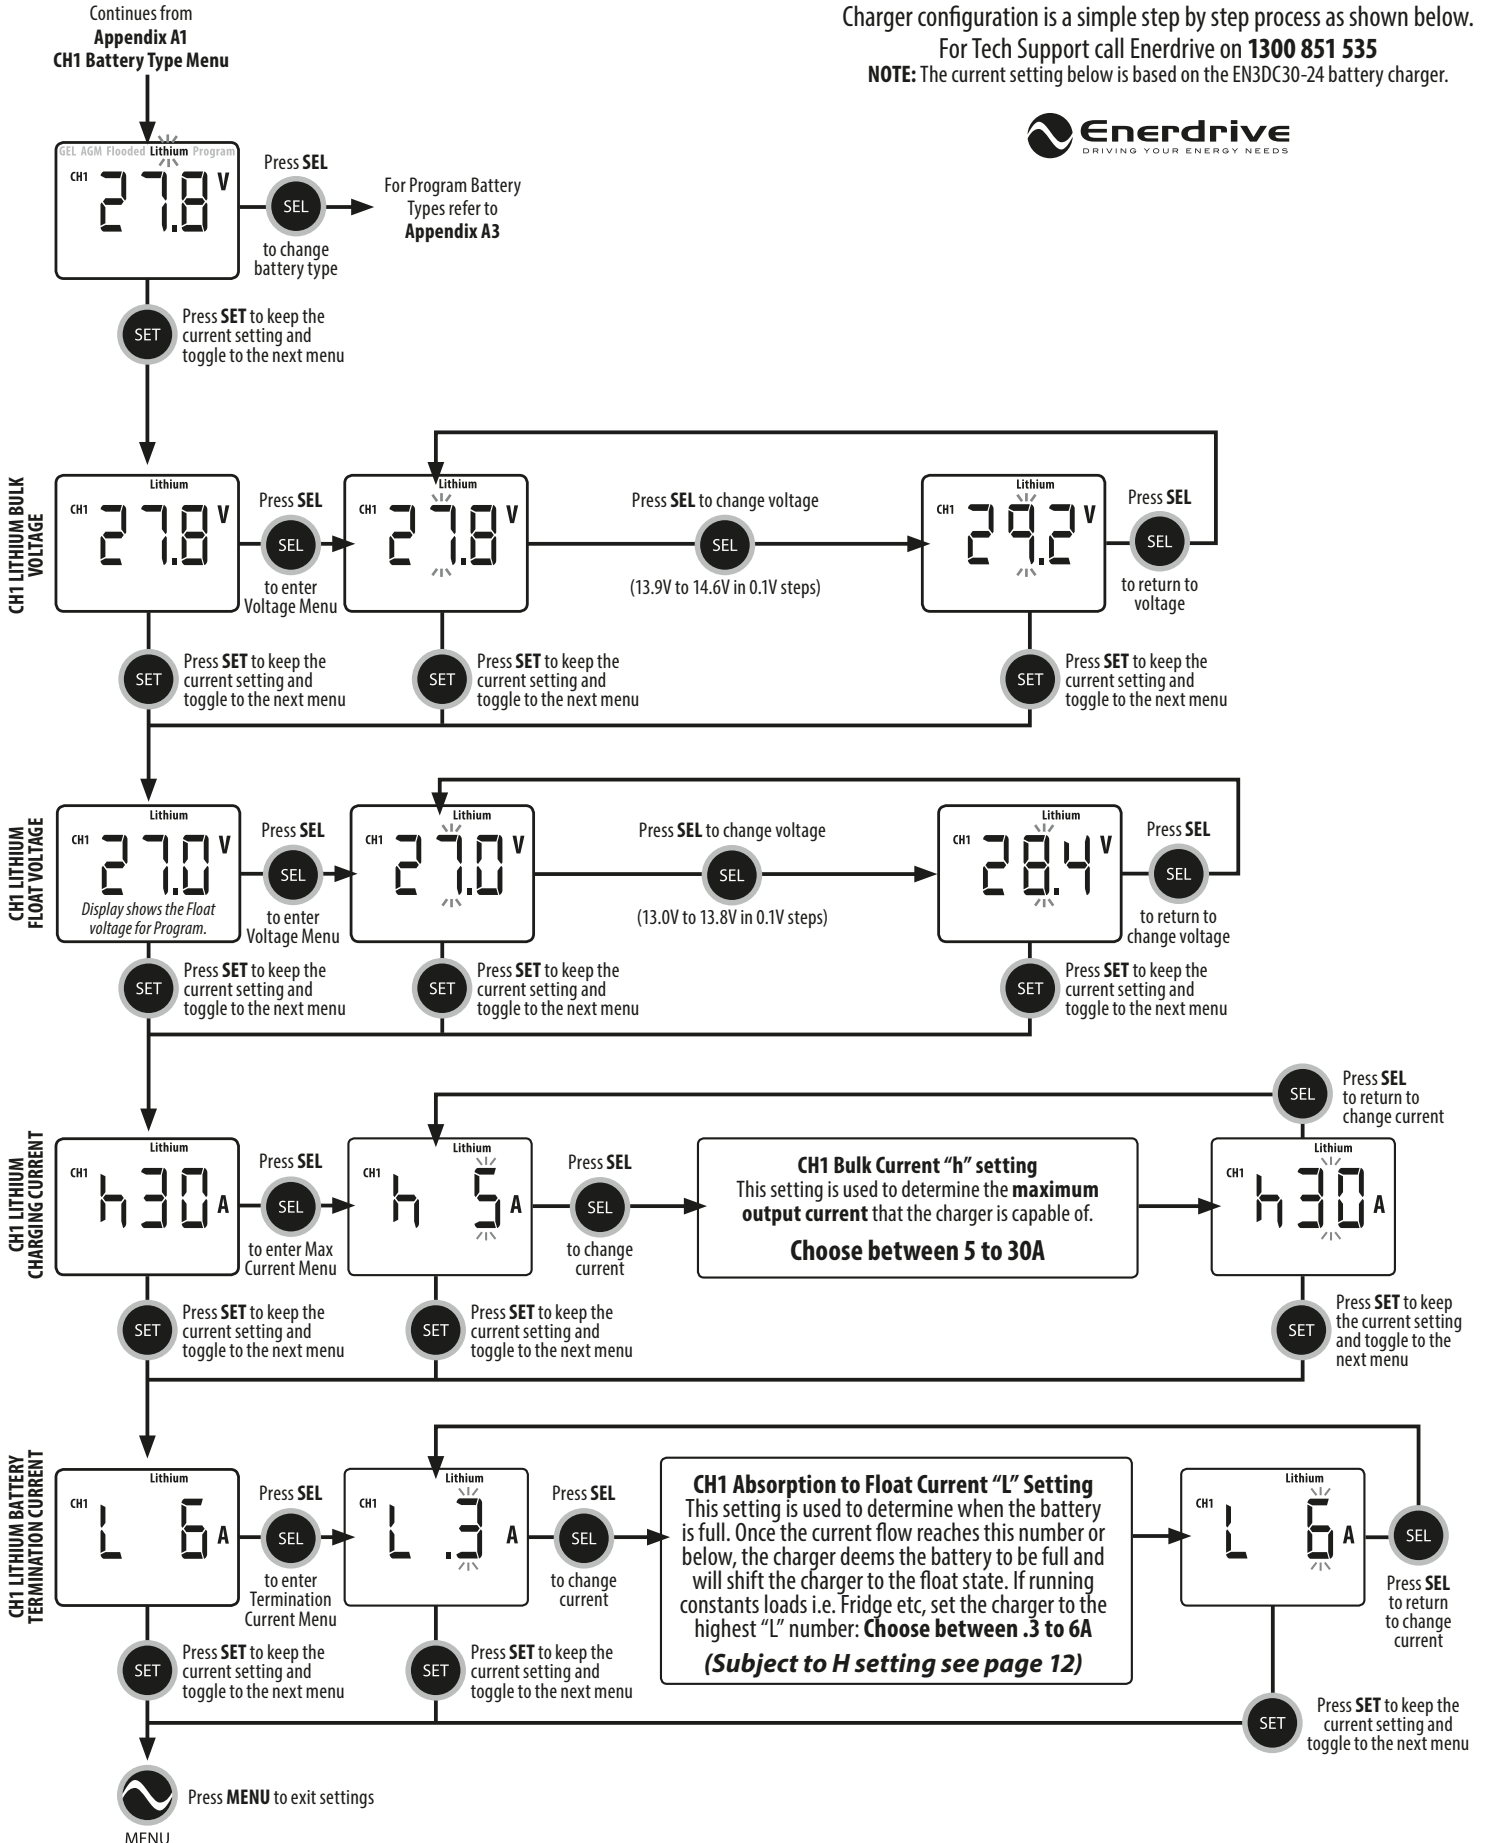 Continues from
Appendix A1
CH1 Battery Type Menu
Charger configuration is a simple step by step process as shown below.
For Tech Support call Enerdrive on 1300 851 535
NOTE: The current setting below is based on the EN3DC30-24 battery charger.
Enerdrive
DRIVING YOUR ENERGY NEEDS
GEL AGM Flooded Lithium Program
CH1 27.8 V
Press SEL
SEL
to change
battery type
For Program Battery
Types refer to
Appendix A3
SET
Press SET to keep the
current setting and
toggle to the next menu
CH1 LITHIUM BULK
VOLTAGE
Lithium
CH1 27.8 V
Press SEL
SEL
to enter
Voltage Menu
Lithium
CH1 27.8 V
Press SEL to change voltage
SEL
(13.9V to 14.6V in 0.1V steps)
Lithium
CH1 29.2 V
Press SEL
SEL
to return to
voltage
SET
Press SET to keep the
current setting and
toggle to the next menu
SET
Press SET to keep the
current setting and
toggle to the next menu
SET
Press SET to keep the
current setting and
toggle to the next menu
CH1 LITHIUM
FLOAT VOLTAGE
Lithium
CH1 27.0 V
Display shows the Float
voltage for Program.
Press SEL
SEL
to enter
Voltage Menu
Lithium
CH1 27.0 V
Press SEL to change voltage
SEL
(13.0V to 13.8V in 0.1V steps)
Lithium
CH1 28.4 V
Press SEL
SEL
to return to
change voltage
SET
Press SET to keep the
current setting and
toggle to the next menu
SET
Press SET to keep the
current setting and
toggle to the next menu
SET
Press SET to keep the
current setting and
toggle to the next menu
CH1 LITHIUM
CHARGING CURRENT
Lithium
CH1 h30 A
Press SEL
SEL
to enter Max
Current Menu
Lithium
CH1 h 5 A
Press SEL
SEL
to change
current
CH1 Bulk Current “h” setting
This setting is used to determine the maximum
output current that the charger is capable of.
Choose between 5 to 30A
SEL
Press SEL
to return to
change current
Lithium
CH1 h30 A
SET
Press SET to keep the
current setting and
toggle to the next menu
SET
Press SET to keep the
current setting and
toggle to the next menu
SET
Press SET to keep
the current setting
and toggle to the
next menu
CH1 LITHIUM BATTERY
TERMINATION CURRENT
Lithium
CH1 L 6 A
Press SEL
SEL
to enter
Termination
Current Menu
Lithium
CH1 L .3 A
Press SEL
SEL
to change
current
CH1 Absorption to Float Current “L” Setting
This setting is used to determine when the battery
is full. Once the current flow reaches this number or
below, the charger deems the battery to be full and
will shift the charger to the float state. If running
constants loads i.e. Fridge etc, set the charger to the
highest “L” number: Choose between .3 to 6A
(Subject to H setting see page 12)
Lithium
CH1 L 6 A
SEL
Press SEL
to return
to change
current
SET
Press SET to keep the
current setting and
toggle to the next menu
SET
Press SET to keep the
current setting and
toggle to the next menu
SET
Press SET to keep the
current setting and
toggle to the next menu
Press MENU to exit settings
MENU